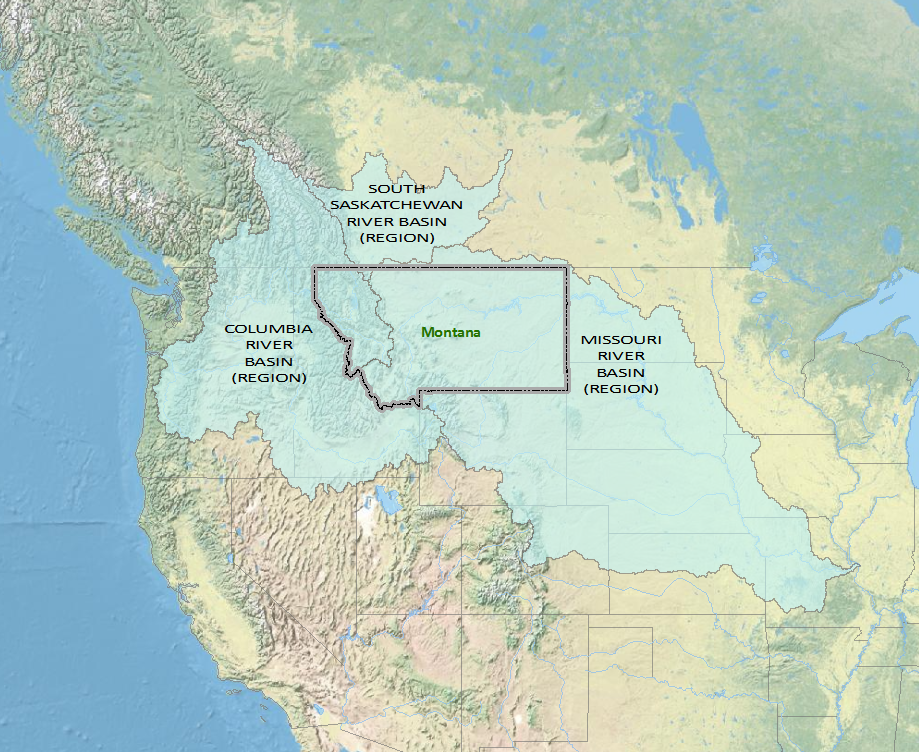 SOUTH
SASKATCHEWAN
RIVER BASIN
(REGION)
COLUMBIA
RIVER
BASIN
(REGION)
Montana
MISSOURI
RIVER
BASIN
(REGION)